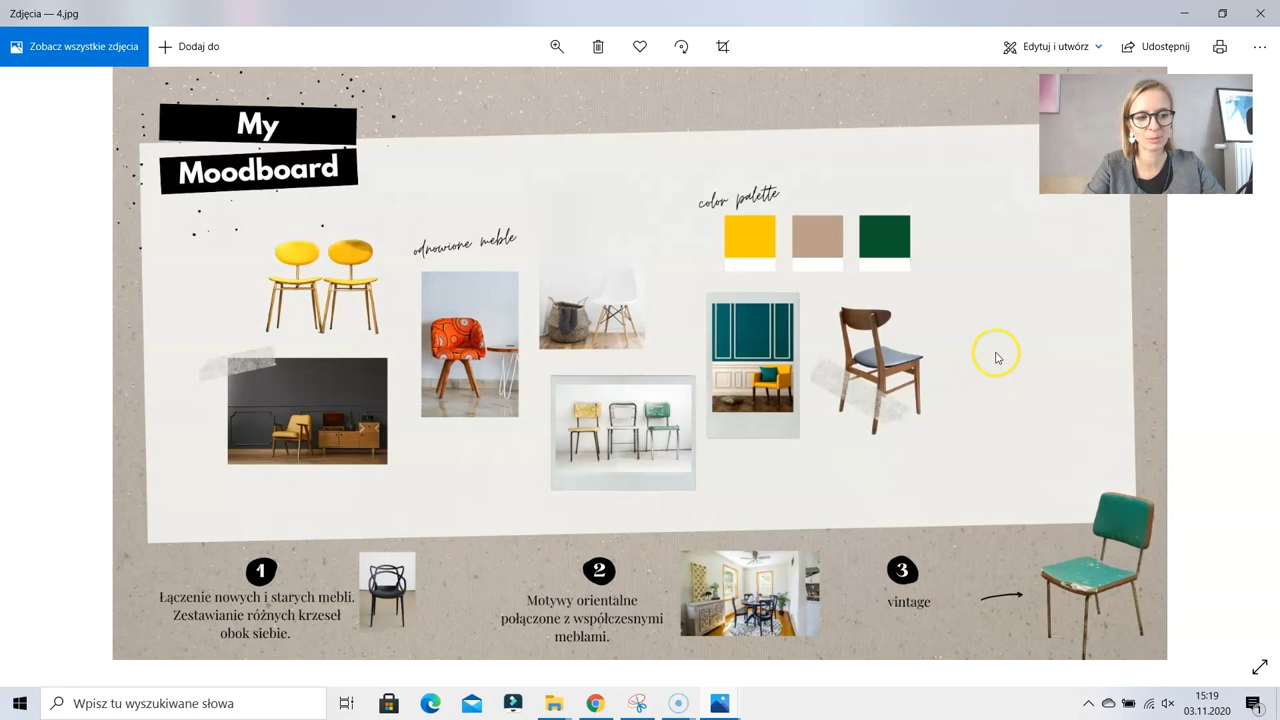 Zdjęcia — 4.jpg
Zobacz wszystkie zdjęcia
Dodaj do
Edytuj i utwórz
Udostępnij
My
Moodboard
color palette
odnowione meble
1
Łączenie nowych i starych mebli.
Zestawianie różnych krzeseł
obok siebie.
2
Motywy orientalne
połączone z współczesnymi
meblami.
3
vintage
Wpisz tu wyszukiwane słowa
15:19
03.11.2020
1